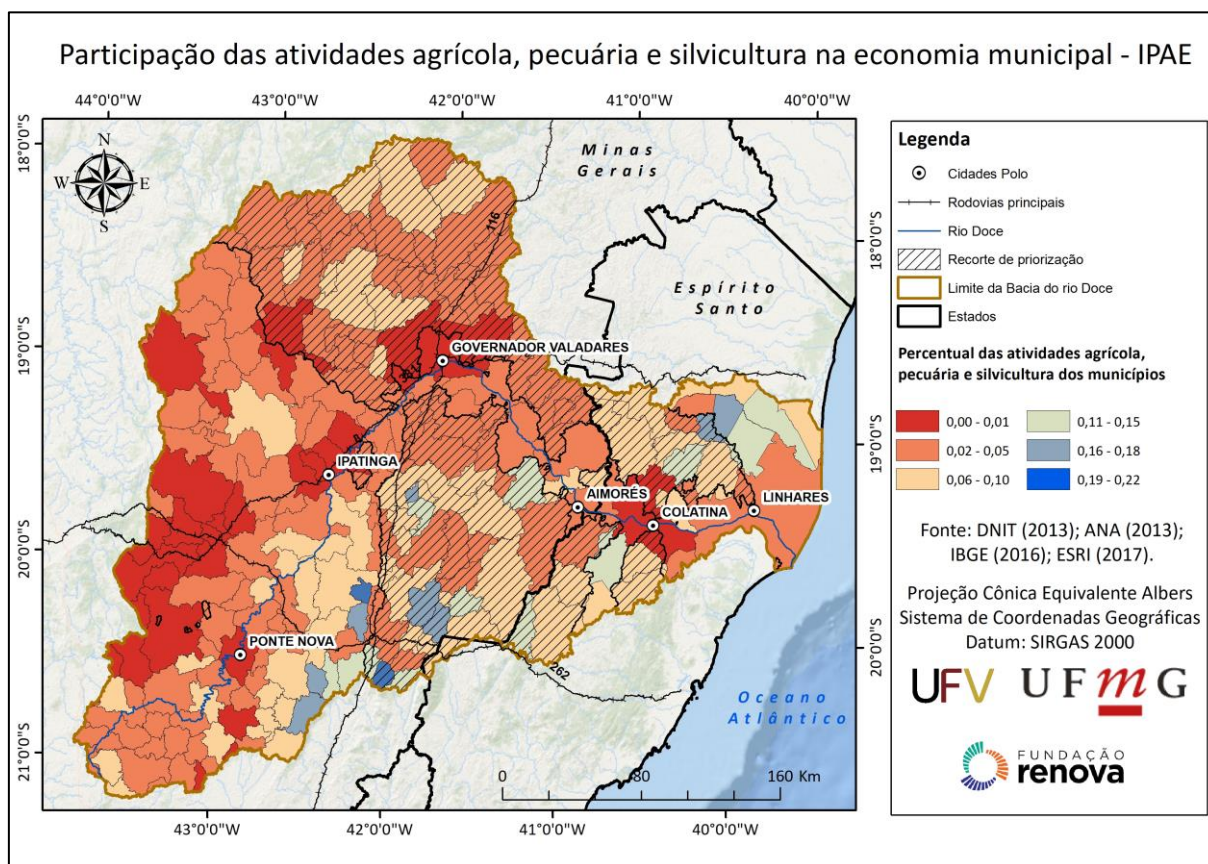 Participação das atividades agrícola, pecuária e silvicultura na economia municipal - IPAE
44°0'0"W
43°0'0"W
42°0'0"W
41°0'0"W
40°0'0"W
18°0'0"S
19°0'0"S
20°0'0"S
21°0'0"S
N
W
E
S
Minas
Gerais
116
Espírito
Santo
GOVERNADOR VALADARES
381
IPATINGA
AIMORÉS
COLATINA
LINHARES
PONTE NOVA
262
Oceano
Atlântico
0 80 160 Km
18°0'0"S
19°0'0"S
20°0'0"S
43°0'0"W
42°0'0"W
41°0'0"W
40°0'0"W
Legenda
Cidades Polo
Rodovias principais
Rio Doce
Recorte de priorização
Limite da Bacia do rio Doce
Estados
Percentual das atividades agrícola,
pecuária e silvicultura dos municípios
0,00 - 0,01
0,02 - 0,05
0,06 - 0,10
0,11 - 0,15
0,16 - 0,18
0,19 - 0,22
Fonte: DNIT (2013); ANA (2013);
IBGE (2016); ESRI (2017).
Projeção Cônica Equivalente Albers
Sistema de Coordenadas Geográficas
Datum: SIRGAS 2000
UFV
UFmG
FUNDAÇÃO
renova